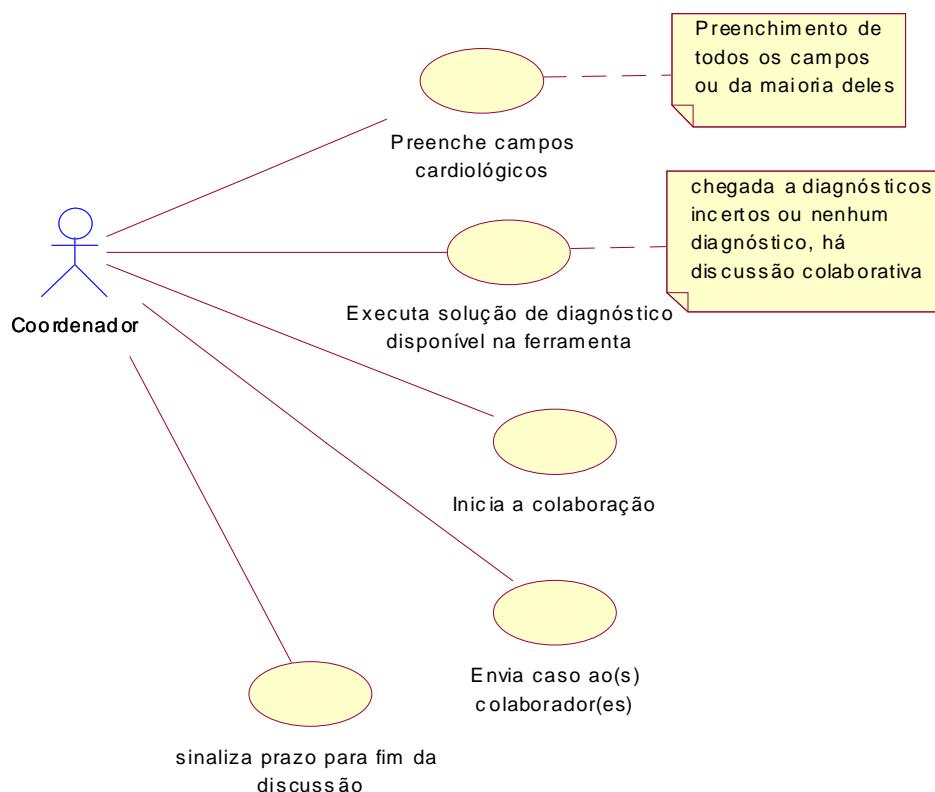 Preenchimento de
todos os campos
ou da maioria deles
Preenche campos
cardiológicos
chegada a diagnósticos
incertos ou nenhum
diagnóstico, há
discussão colaborativa
Coordenador
Executa solução de diagnóstico
disponível na ferramenta
Inicia a colaboração
Envia caso ao(s)
colaborador(es)
sinaliza prazo para fim da
discussão